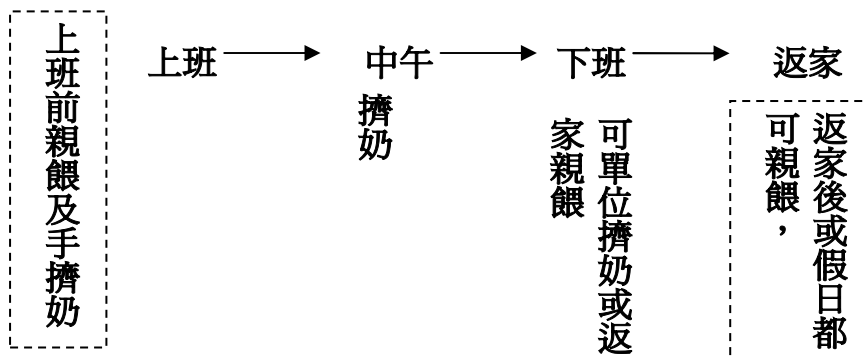 上班前親餵及手擠奶
上班
中午
下班
返家
擠奶
可單位擠奶或返
家親餵
返家後或假日都
可親餵，